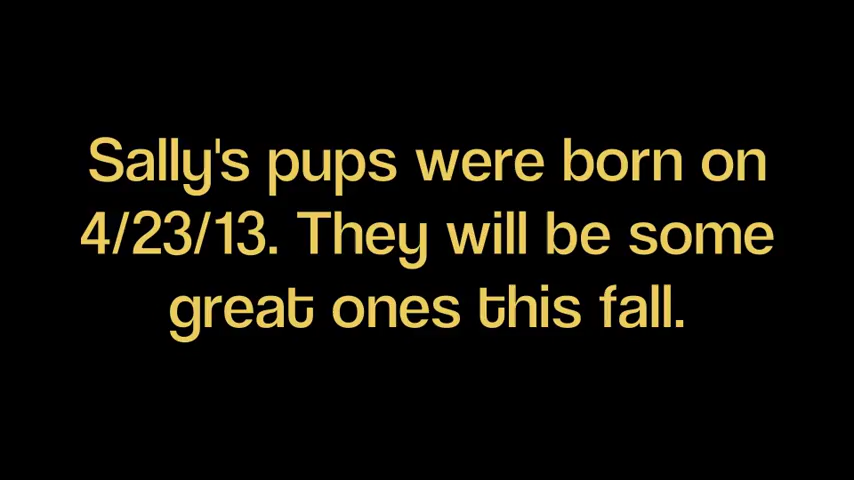 Sally's pups were born on
4/23/13. They will be some
great ones this fall.